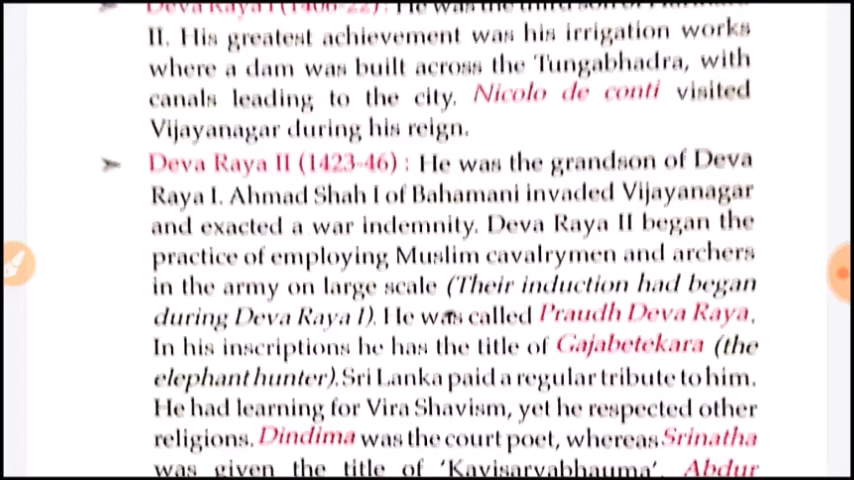 Deva Raya I (1406-22) : He was the third son of Harihara
II. His greatest achievement was his irrigation works
where a dam was built across the Tungabhadra, with
canals leading to the city. Nicolo de conti visited
Vijayanagar during his reign.
➤ Deva Raya II (1423-46) : He was the grandson of Deva
Raya I. Ahmad Shah I of Bahamani invaded Vijayanagar
and exacted a war indemnity. Deva Raya II began the
practice of employing Muslim cavalrymen and archers
in the army on large scale (Their induction had began
during Deva Raya I). He was called Praudh Deva Raya.
In his inscriptions he has the title of Gajabetekara (the
elephant hunter). Sri Lanka paid a regular tribute to him.
He had learning for Vira Shavism, yet he respected other
religions. Dindima was the court poet, whereas Srinatha
was given the title of 'Kavisarvabhauma'. Abdur